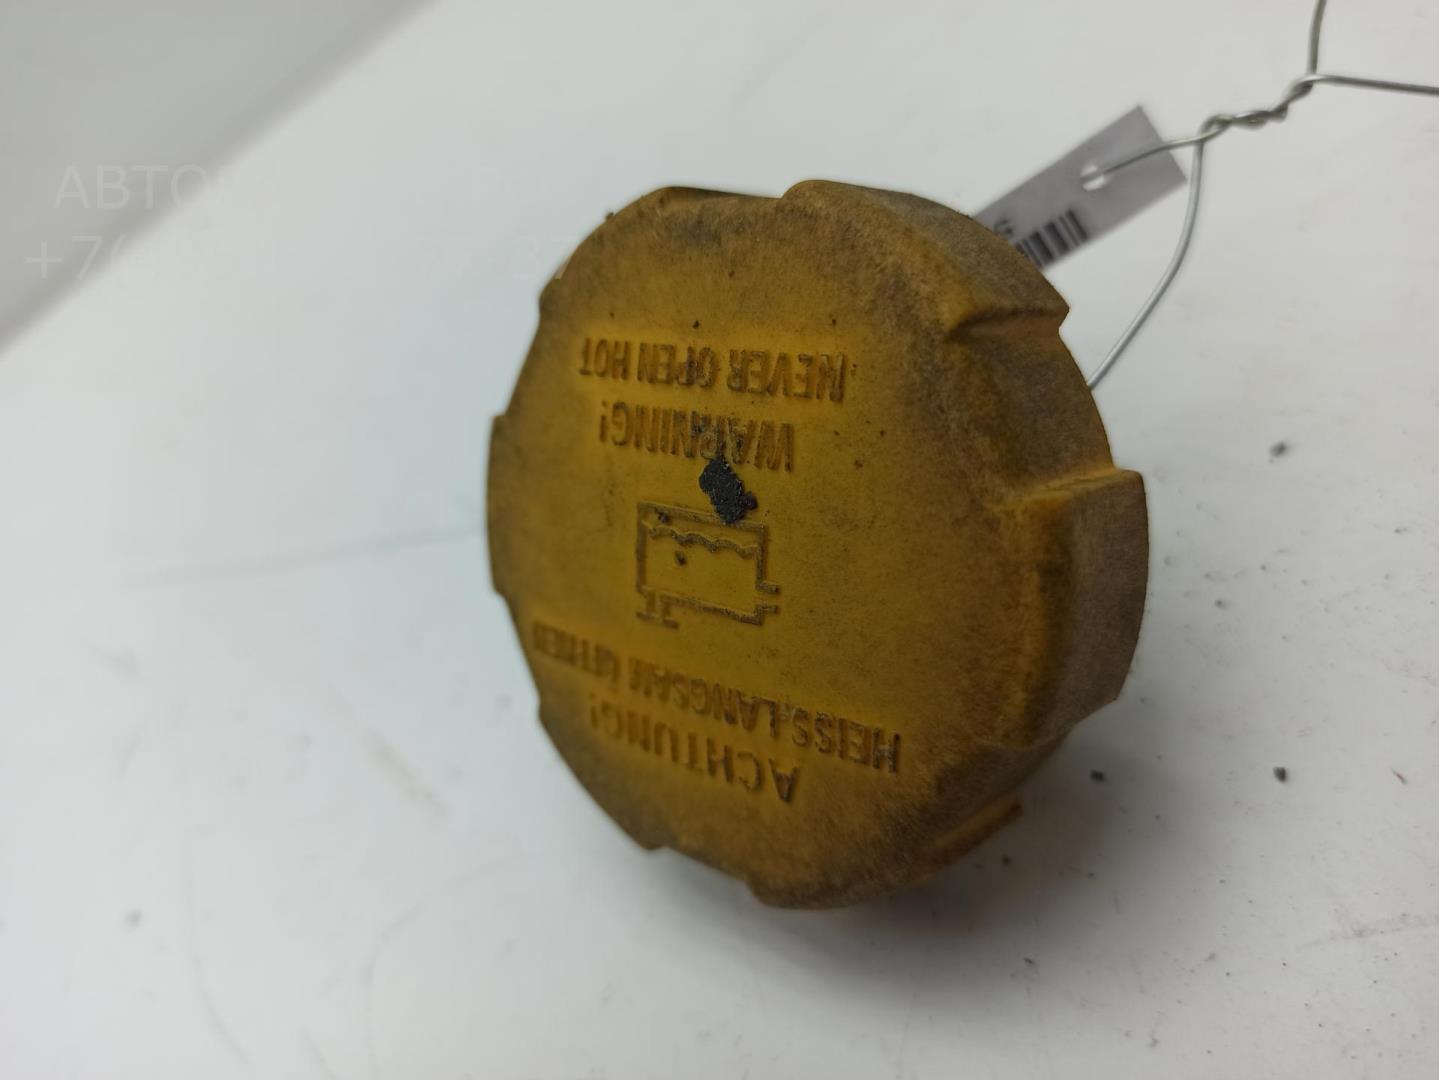 ACHTUNG!
HEISS,LANGSAM ÖFFNEN
WARNING!
NEVER OPEN HOT